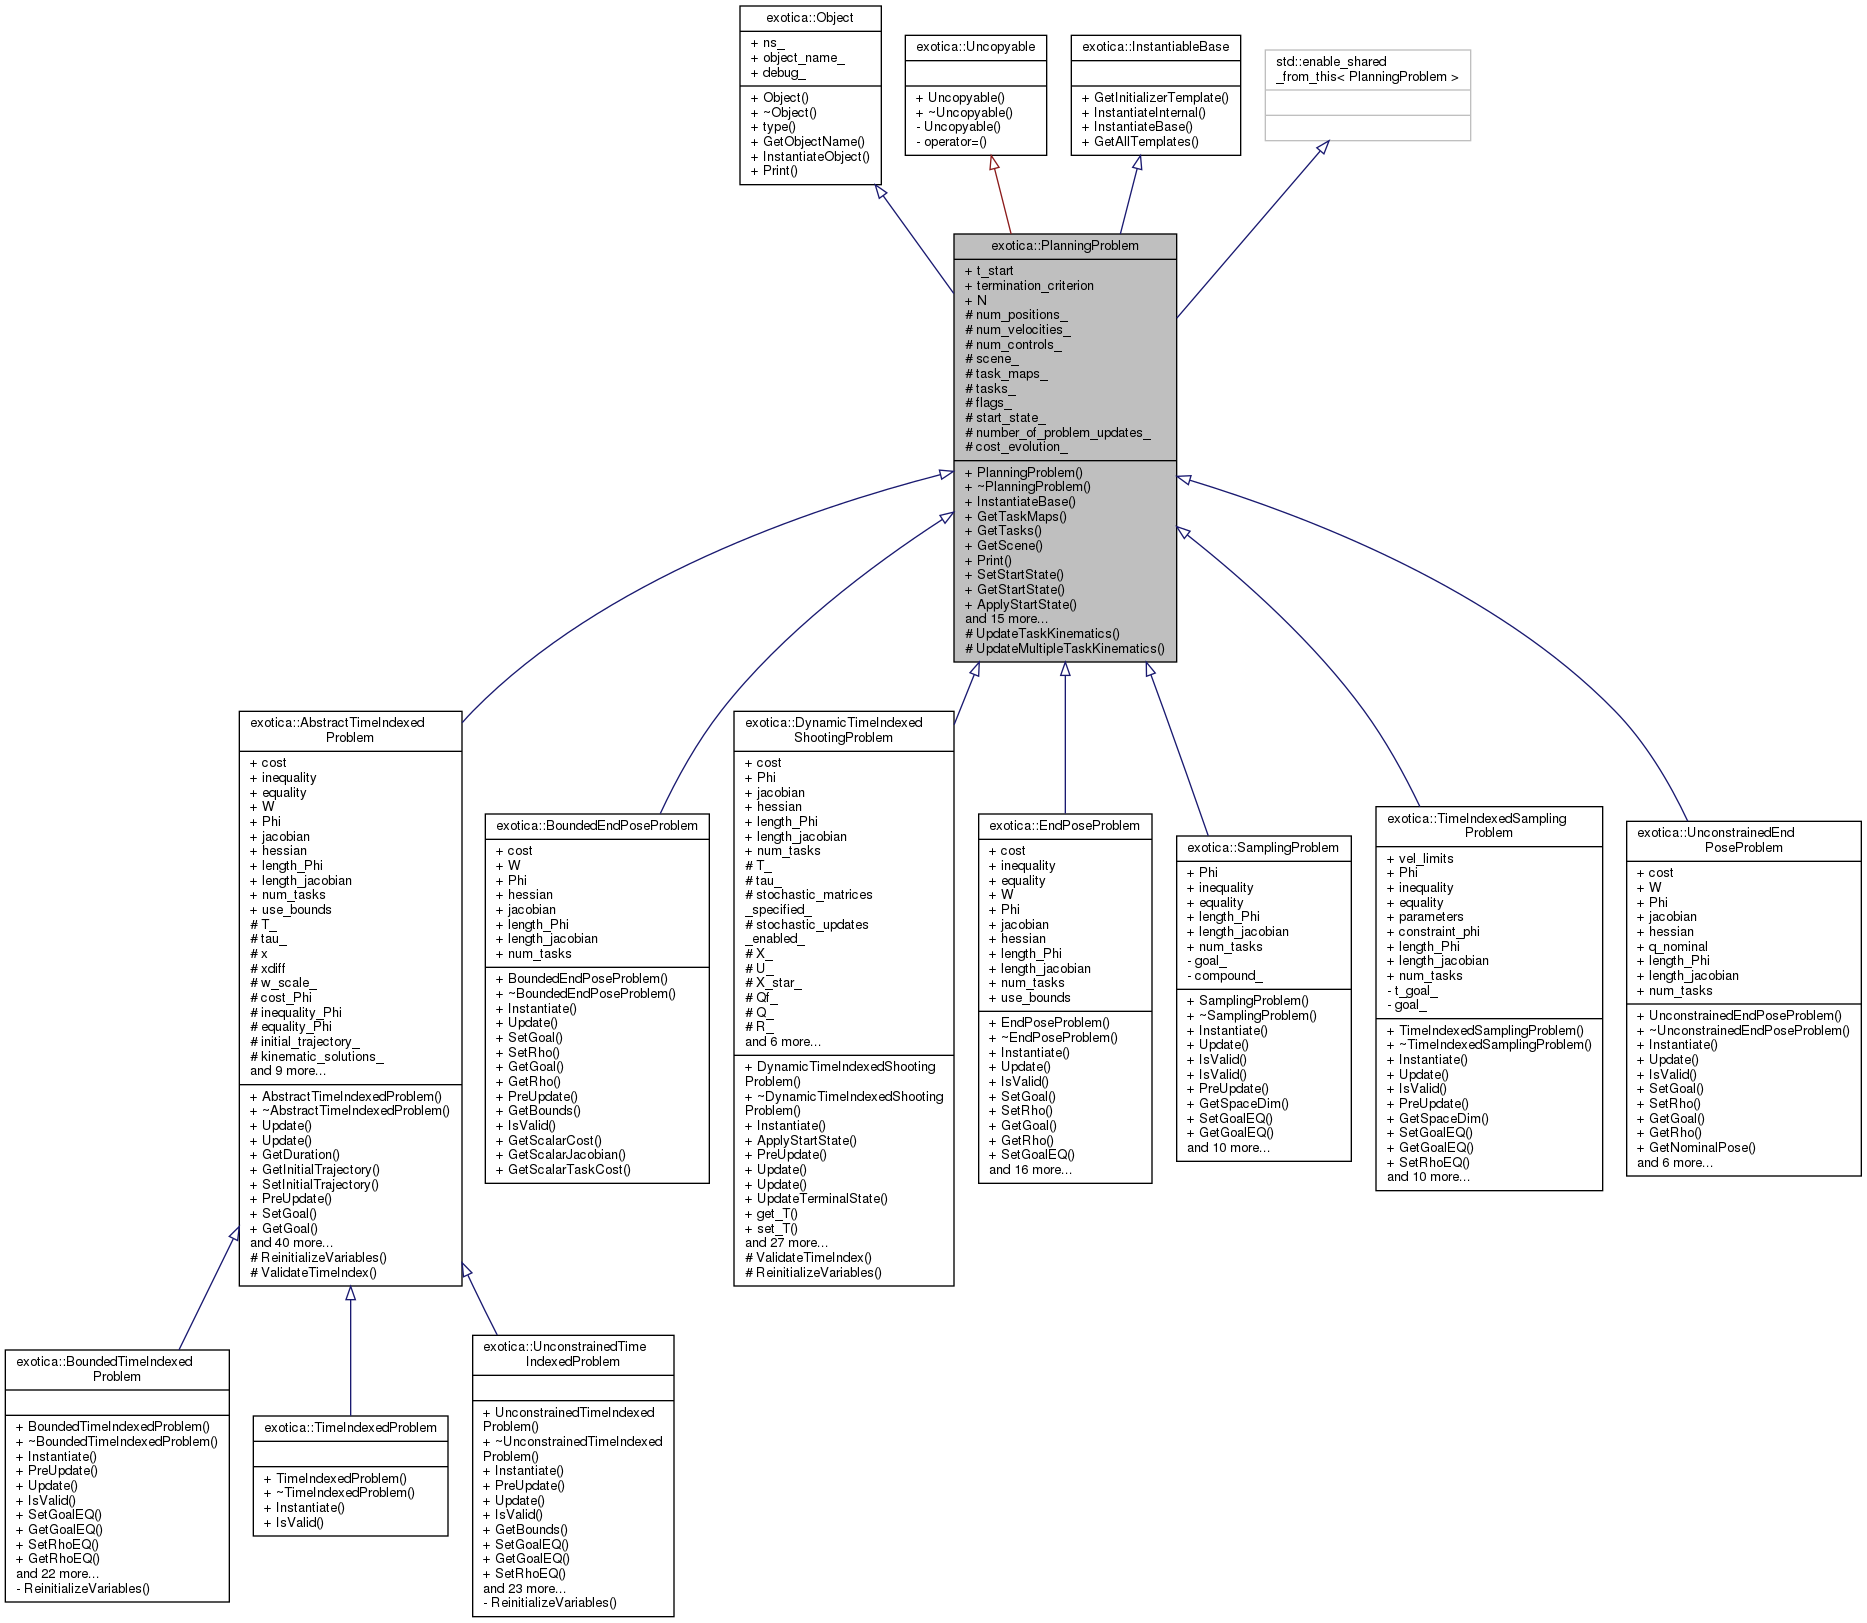 exotica::Object
+ ns_
+ object_name_
+ debug_
+ Object()
+ ~Object()
+ type()
+ GetObjectName()
+ InstantiateObject()
+ Print()
exotica::Uncopyable
+ Uncopyable()
+ ~Uncopyable()
- Uncopyable()
- operator=()
exotica::InstantiableBase
+ GetInitializerTemplate()
+ InstantiateInternal()
+ InstantiateBase()
+ GetAllTemplates()
std::enable_shared
_from_this< PlanningProblem >
exotica::PlanningProblem
+ t_start
+ termination_criterion
+ N
# num_positions_
# num_velocities_
# num_controls_
# scene_
# task_maps_
# tasks_
# flags_
# start_state_
# number_of_problem_updates_
# cost_evolution_
+ PlanningProblem()
+ ~PlanningProblem()
+ InstantiateBase()
+ GetTaskMaps()
+ GetTasks()
+ GetScene()
+ Print()
+ SetStartState()
+ GetStartState()
+ ApplyStartState()
and 15 more...
# UpdateTaskKinematics()
# UpdateMultipleTaskKinematics()
exotica::AbstractTimeIndexed
Problem
+ cost
+ inequality
+ equality
+ W
+ Phi
+ jacobian
+ hessian
+ length_Phi
+ length_jacobian
+ num_tasks
+ use_bounds
# T_
# tau_
# x
# xdiff
# w_scale_
# cost_Phi
# inequality_Phi
# equality_Phi
# initial_trajectory_
# kinematic_solutions_
and 9 more...
+ AbstractTimeIndexedProblem()
+ ~AbstractTimeIndexedProblem()
+ Update()
+ Update()
+ GetDuration()
+ GetInitialTrajectory()
+ SetInitialTrajectory()
+ PreUpdate()
+ SetGoal()
+ GetGoal()
and 40 more...
# ReinitializeVariables()
# ValidateTimeIndex()
exotica::BoundedEndPoseProblem
+ cost
+ W
+ Phi
+ hessian
+ jacobian
+ length_Phi
+ length_jacobian
+ num_tasks
+ BoundedEndPoseProblem()
+ ~BoundedEndPoseProblem()
+ Instantiate()
+ Update()
+ SetGoal()
+ SetRho()
+ GetGoal()
+ GetRho()
+ PreUpdate()
+ GetBounds()
+ IsValid()
+ GetScalarCost()
+ GetScalarJacobian()
+ GetScalarTaskCost()
exotica::DynamicTimeIndexed
ShootingProblem
+ cost
+ Phi
+ jacobian
+ hessian
+ length_Phi
+ length_jacobian
+ num_tasks
# T_
# tau_
# stochastic_matrices
_specified_
# stochastic_updates
_enabled_
# X_
# U_
# X_star_
# Qf_
# Q_
# R_
and 6 more...
+ DynamicTimeIndexedShooting
Problem()
+ ~DynamicTimeIndexedShooting
Problem()
+ Instantiate()
+ ApplyStartState()
+ PreUpdate()
+ Update()
+ Update()
+ UpdateTerminalState()
+ get_T()
+ set_T()
and 27 more...
# ValidateTimeIndex()
# ReinitializeVariables()
exotica::EndPoseProblem
+ cost
+ inequality
+ equality
+ W
+ Phi
+ jacobian
+ hessian
+ length_Phi
+ length_jacobian
+ num_tasks
+ use_bounds
+ EndPoseProblem()
+ ~EndPoseProblem()
+ Instantiate()
+ Update()
+ IsValid()
+ SetGoal()
+ SetRho()
+ GetGoal()
+ GetRho()
+ SetGoalEQ()
and 16 more...
exotica::SamplingProblem
+ Phi
+ inequality
+ equality
+ length_Phi
+ length_jacobian
+ num_tasks
- goal_
- compound_
+ SamplingProblem()
+ ~SamplingProblem()
+ Instantiate()
+ Update()
+ IsValid()
+ IsValid()
+ PreUpdate()
+ GetSpaceDim()
+ SetGoalEQ()
+ GetGoalEQ()
and 10 more...
exotica::TimeIndexedSampling
Problem
+ vel_limits
+ Phi
+ inequality
+ equality
+ parameters
+ constraint_phi
+ length_Phi
+ length_jacobian
+ num_tasks
- t_goal_
- goal_
+ TimeIndexedSamplingProblem()
+ ~TimeIndexedSamplingProblem()
+ Instantiate()
+ Update()
+ IsValid()
+ PreUpdate()
+ GetSpaceDim()
+ SetGoalEQ()
+ GetGoalEQ()
+ SetRhoEQ()
and 10 more...
exotica::UnconstrainedEnd
PoseProblem
+ cost
+ W
+ Phi
+ jacobian
+ hessian
+ q_nominal
+ length_Phi
+ length_jacobian
+ num_tasks
+ UnconstrainedEndPoseProblem()
+ ~UnconstrainedEndPoseProblem()
+ Instantiate()
+ Update()
+ IsValid()
+ SetGoal()
+ SetRho()
+ GetGoal()
+ GetRho()
+ GetNominalPose()
and 6 more...
exotica::BoundedTimeIndexed
Problem
+ BoundedTimeIndexedProblem()
+ ~BoundedTimeIndexedProblem()
+ Instantiate()
+ PreUpdate()
+ Update()
+ IsValid()
+ SetGoalEQ()
+ GetGoalEQ()
+ SetRhoEQ()
+ GetRhoEQ()
and 22 more...
- ReinitializeVariables()
exotica::TimeIndexedProblem
+ TimeIndexedProblem()
+ ~TimeIndexedProblem()
+ Instantiate()
+ IsValid()
exotica::UnconstrainedTime
IndexedProblem
+ UnconstrainedTimeIndexed
Problem()
+ ~UnconstrainedTimeIndexed
Problem()
+ Instantiate()
+ PreUpdate()
+ Update()
+ IsValid()
+ GetBounds()
+ SetGoalEQ()
+ GetGoalEQ()
+ SetRhoEQ()
and 23 more...
- ReinitializeVariables()